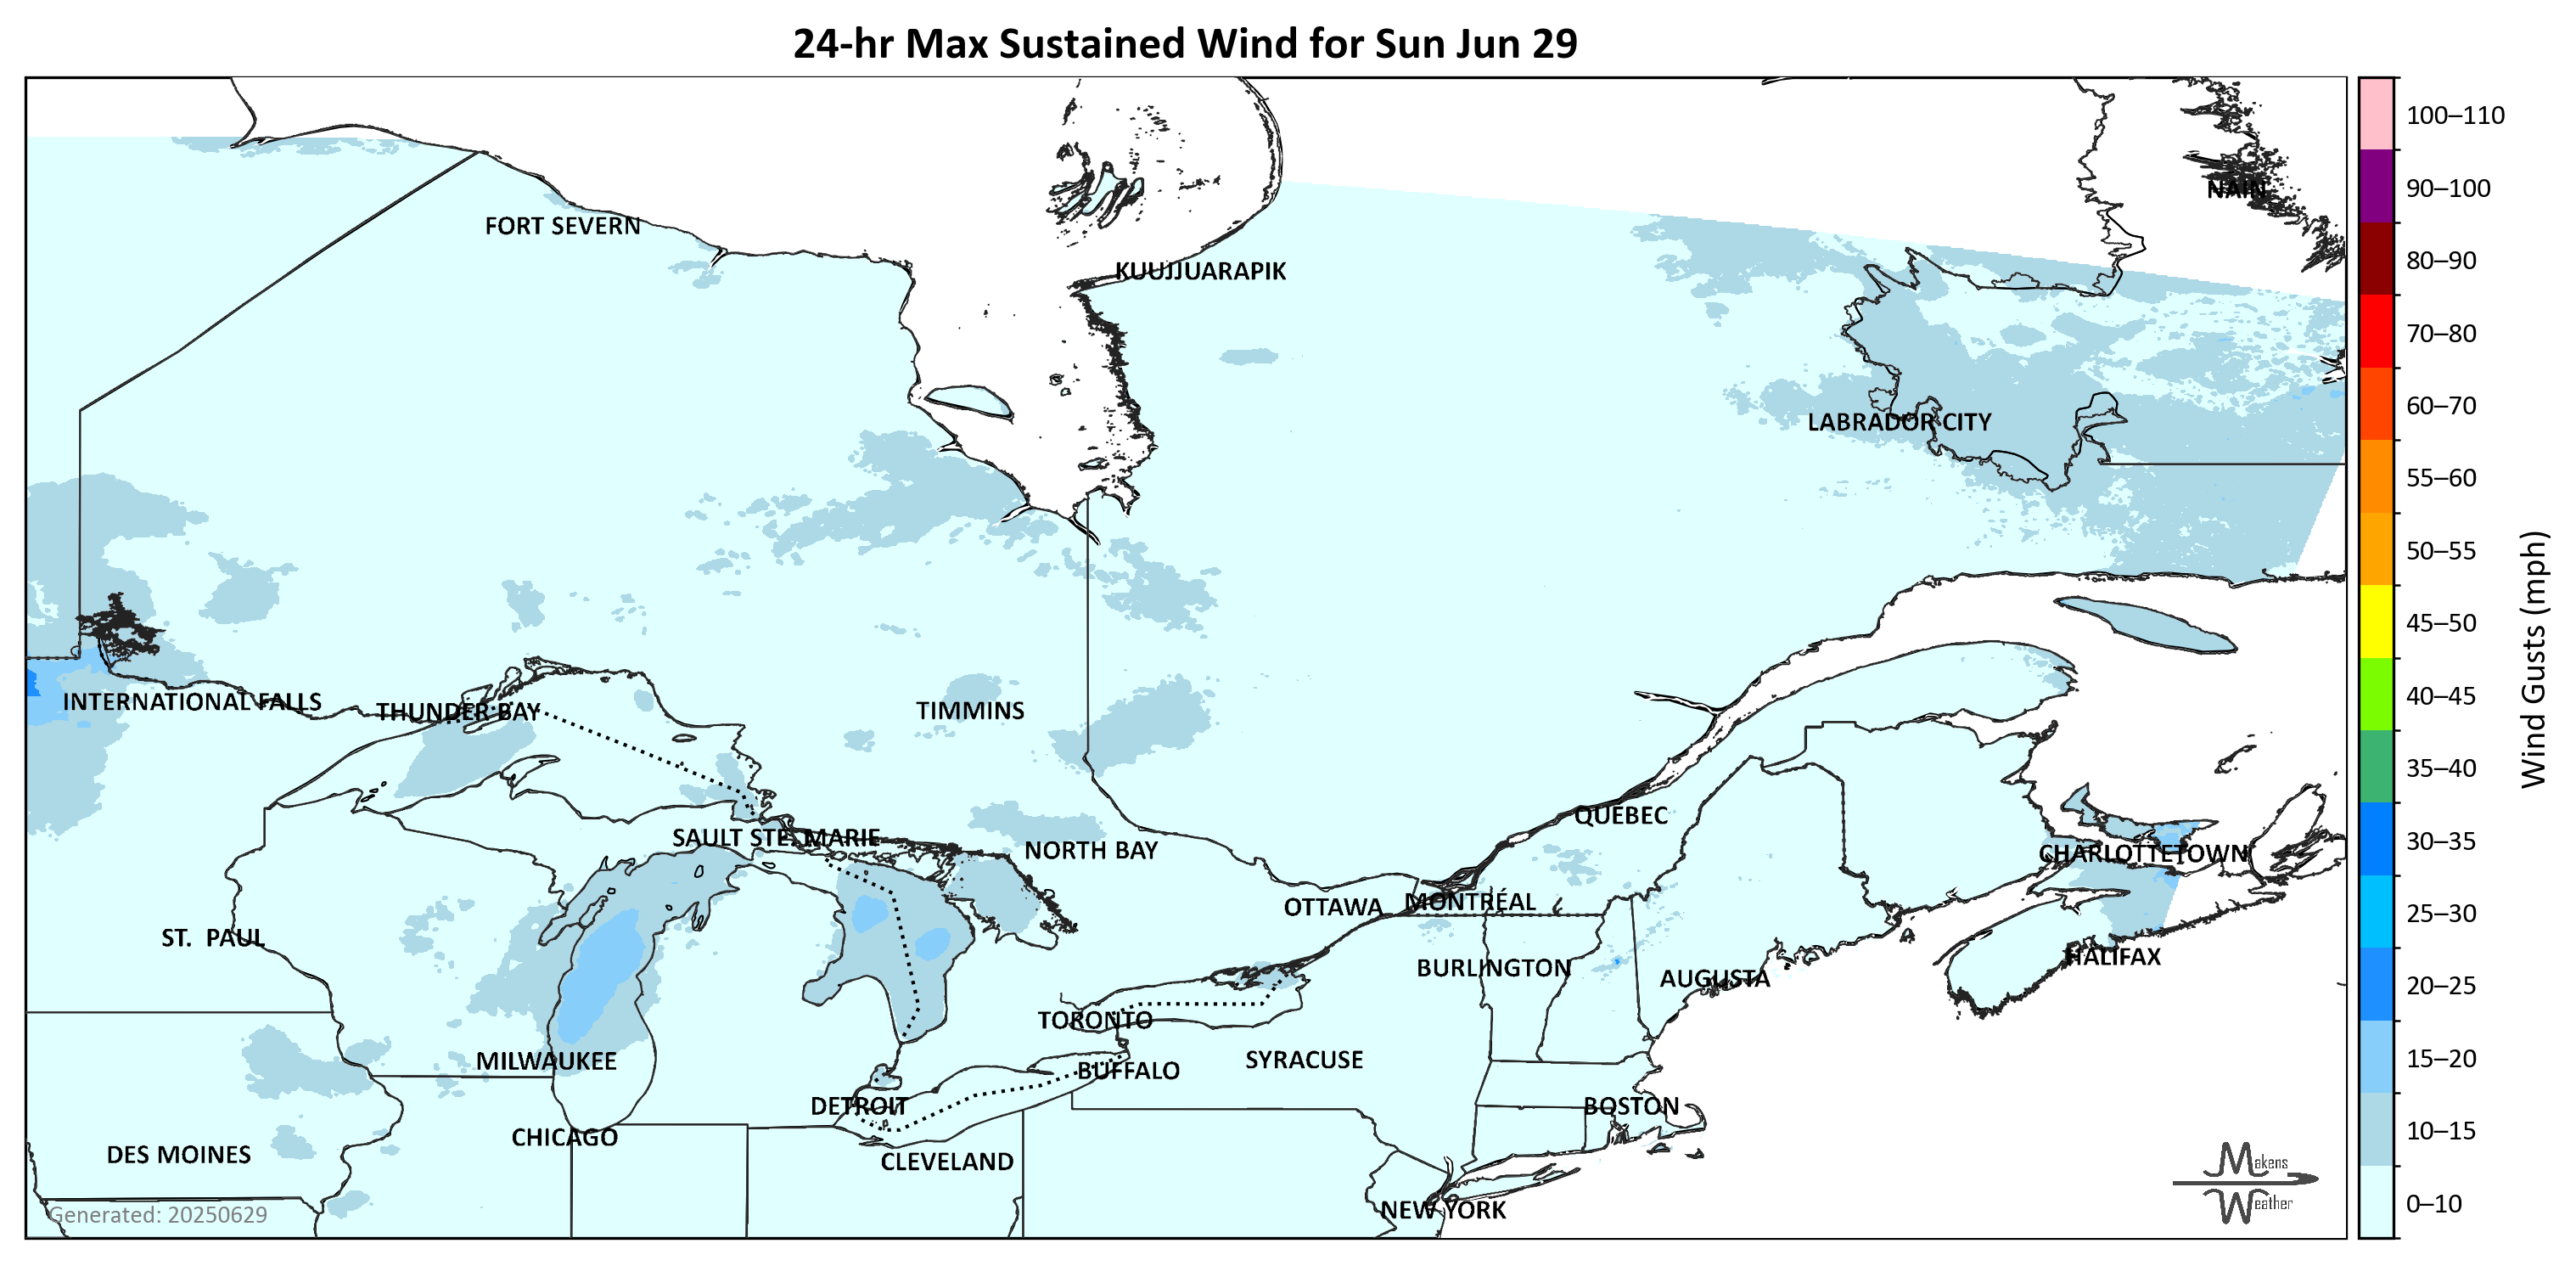 24-hr Max Sustained Wind for Sun Jun 29
100–110
90–100
80–90
70–80
60–70
55–60
50–55
45–50
40–45
35–40
30–35
25–30
20–25
15–20
10–15
0–10
Wind Gusts (mph)
NAIN
FORT SEVERN
KUUJJUARAPIK
LABRADOR CITY
INTERNATIONAL FALLS
THUNDER BAY
TIMMINS
QUÉBEC
SAULT STE. MARIE
NORTH BAY
CHARLOTTETOWN
OTTAWA
MONTRÉAL
ST. PAUL
HALIFAX
BURLINGTON
AUGUSTA
TORONTO
MILWAUKEE
SYRACUSE
BUFFALO
DETROIT
BOSTON
CHICAGO
DES MOINES
CLEVELAND
NEW YORK
Makens
Weather
Generated: 20250629